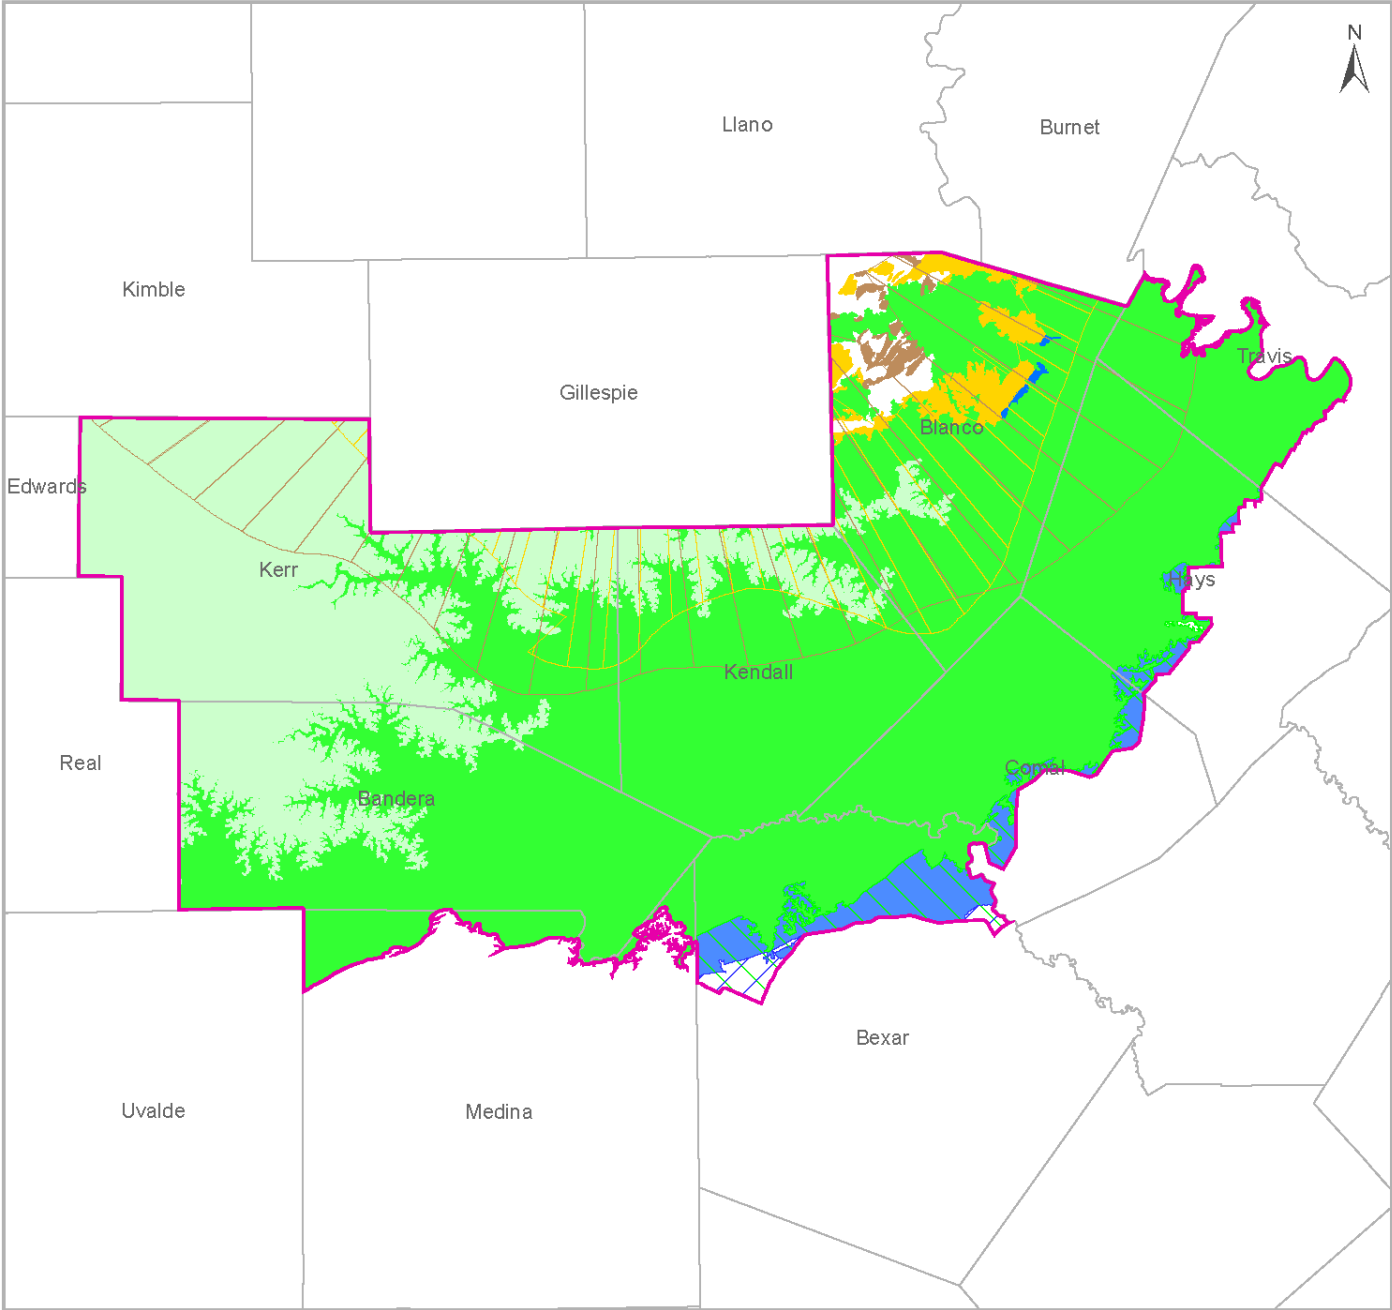 N
Llano
Burnet
Kimble
Travis
Gillespie
Blanco
Edwards
Kerr
Hays
Kendall
Real
Comal
Bandera
Bexar
Uvalde
Medina